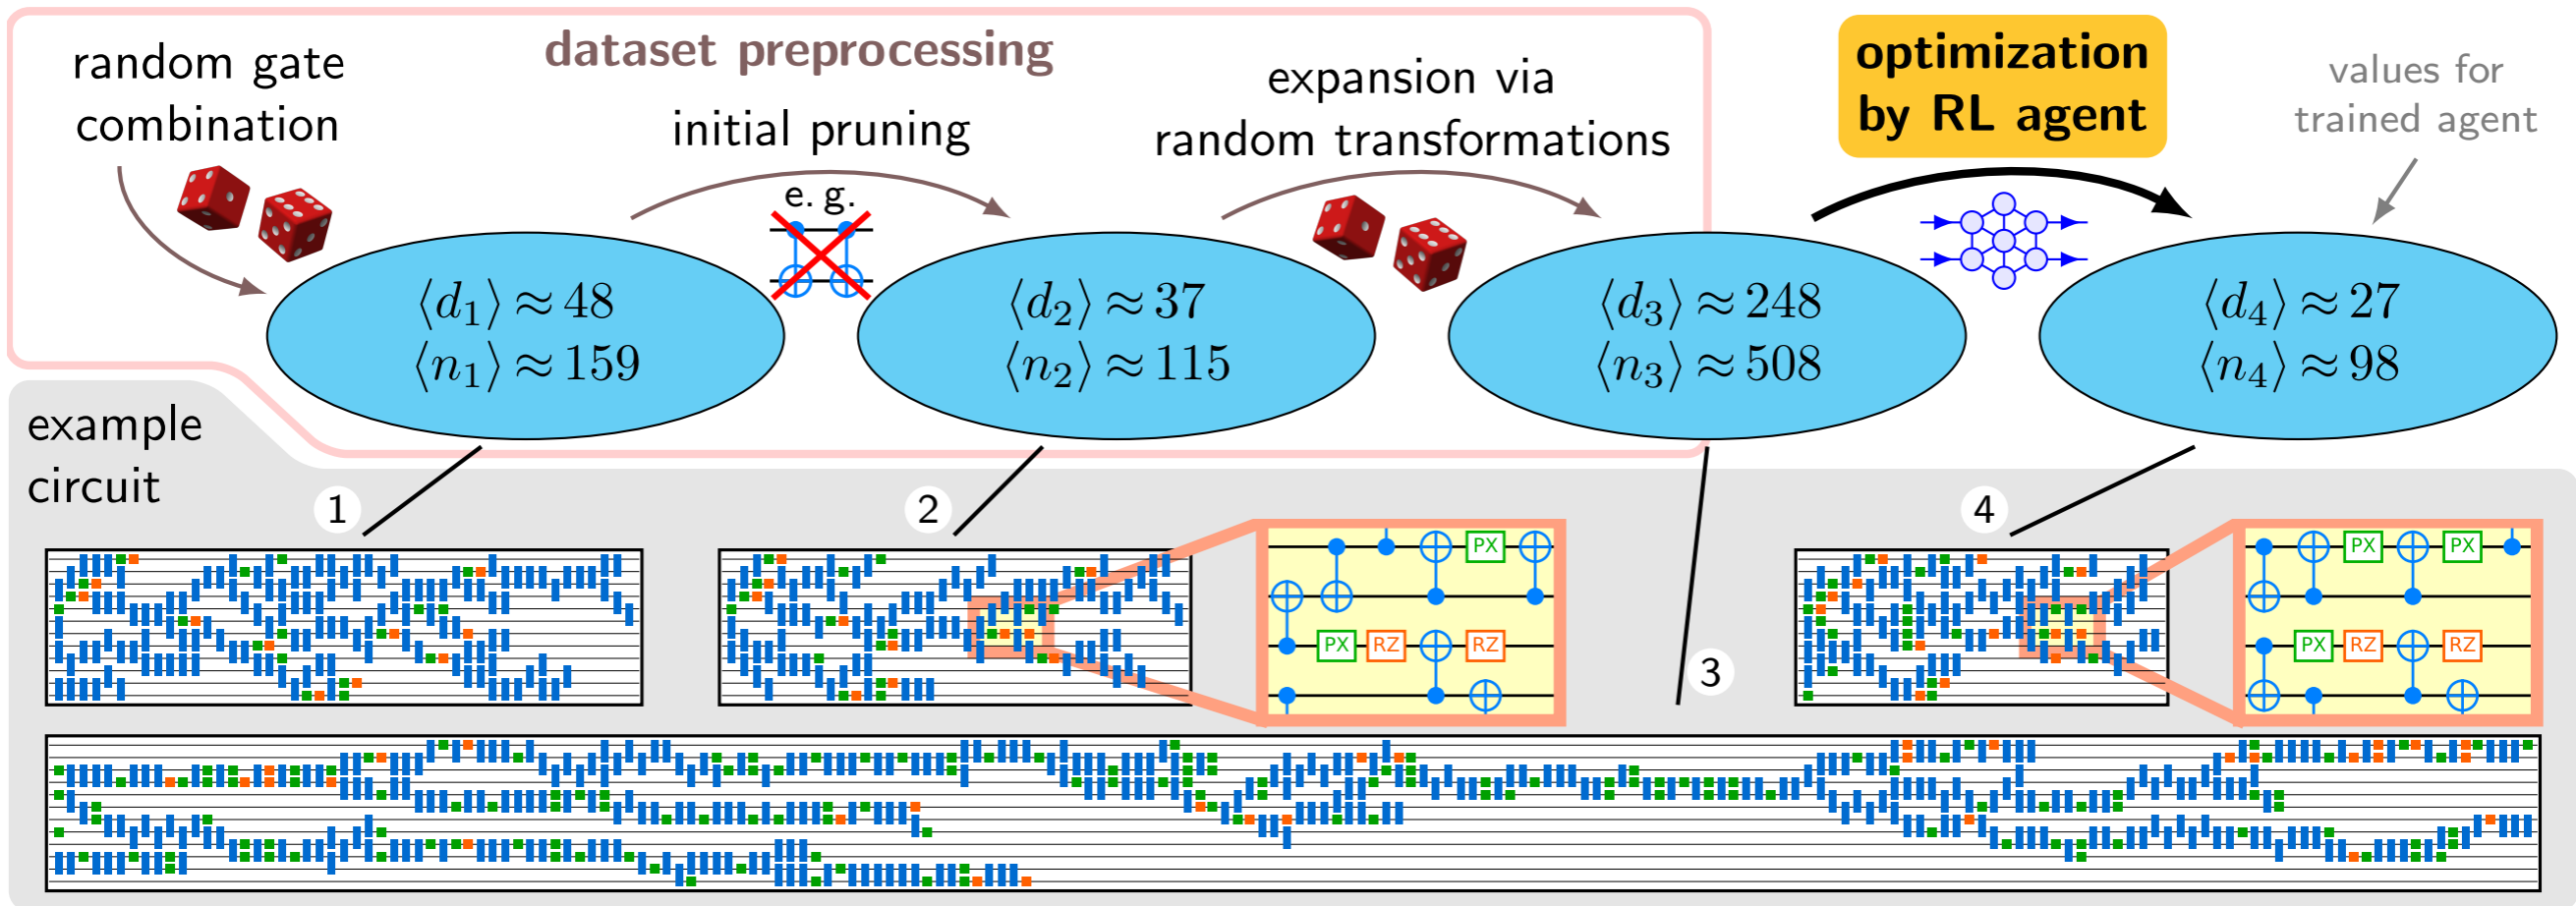 random gate
combination
dataset preprocessing
initial pruning
e. g.
expansion via
random transformations
optimization
by RL agent
values for
trained agent
⟨d₁⟩ ≈ 48
⟨n₁⟩ ≈ 159
⟨d₂⟩ ≈ 37
⟨n₂⟩ ≈ 115
⟨d₃⟩ ≈ 248
⟨n₃⟩ ≈ 508
⟨d₄⟩ ≈ 27
⟨n₄⟩ ≈ 98
example
circuit
1
2
3
4
PX
PX RZ RZ
PX PX
PX RZ RZ